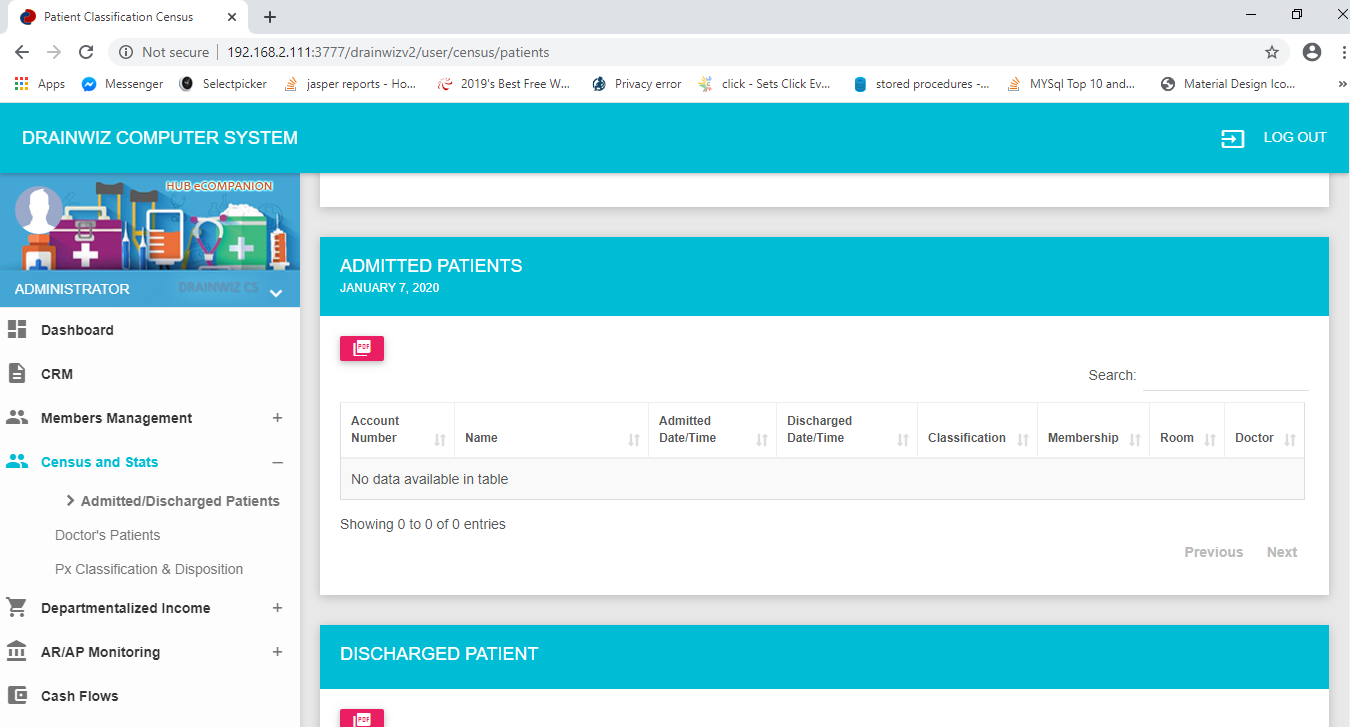 Patient Classification Census
Not secure | 192.168.2.111:3777/drainwizv2/user/census/patients
Apps Messenger Selectpicker jasper reports - Ho... 2019's Best Free W... Privacy error click - Sets Click Ev... stored procedures -... MYSql Top 10 and... Material Design Ico... »
DRAINWIZ COMPUTER SYSTEM
LOG OUT
HUB eCOMPANION
ADMINISTRATOR
DRAINWIZ CS
Dashboard
CRM
Members Management +
Census and Stats –
Admitted/Discharged Patients
Doctor's Patients
Px Classification & Disposition
Departmentalized Income +
AR/AP Monitoring +
Cash Flows
ADMITTED PATIENTS
JANUARY 7, 2020
PDF
Search:
Account Number
Name
Admitted Date/Time
Discharged Date/Time
Classification
Membership
Room
Doctor
No data available in table
Showing 0 to 0 of 0 entries
Previous Next
DISCHARGED PATIENT
PDF